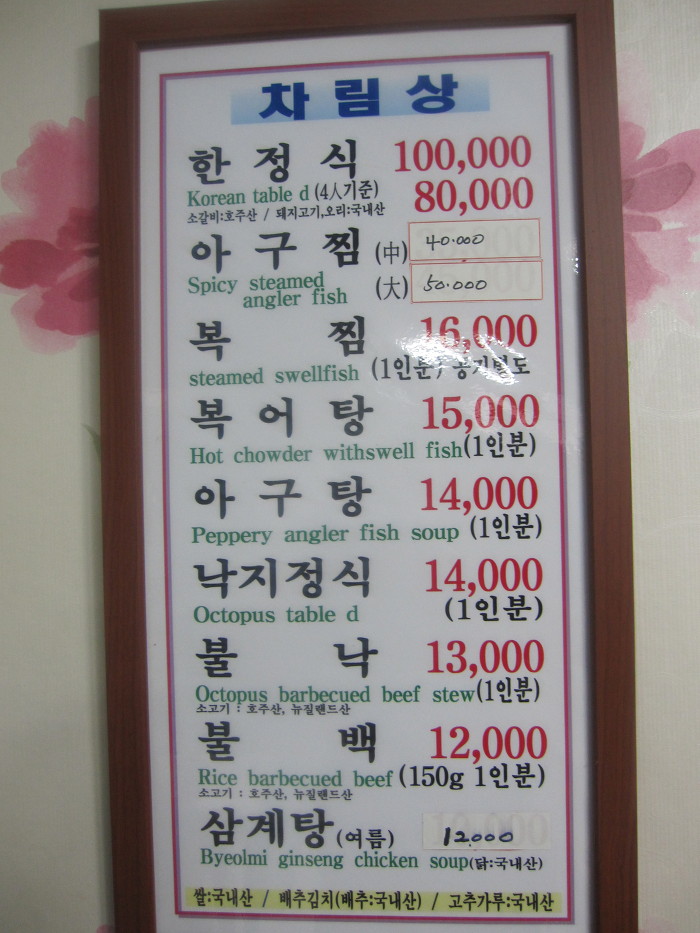 차림상
한정식 100,000
Korean table d (4人기준) 80,000
소갈비:호주산 / 돼지고기,오리:국내산
아구찜 (中) 40.000
Spicy steamed
angler fish (大) 50.000
복찜 16,000
steamed swellfish (1인분) 공기별도
복어탕 15,000
Hot chowder withswell fish(1인분)
아구탕 14,000
Peppery angler fish soup (1인분)
낙지정식 14,000
Octopus table d (1인분)
불낙 13,000
Octopus barbecued beef stew(1인분)
소고기 : 호주산, 뉴질랜드산
불백 12,000
Rice barbecued beef (150g 1인분)
소고기 : 호주산, 뉴질랜드산
삼계탕(여름) 12.000
Byeolmi ginseng chicken soup(닭:국내산)
쌀:국내산 / 배추김치(배추:국내산) / 고추가루:국내산